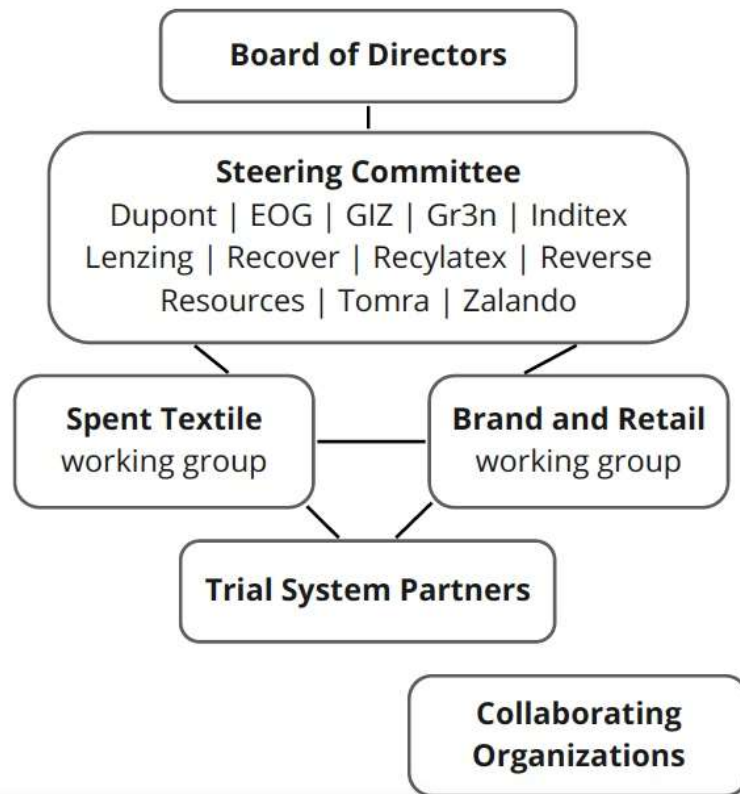 Board of Directors
Steering Committee
Dupont | EOG | GIZ | Gr3n | Inditex
Lenzing | Recover | Recylatex | Reverse
Resources | Tomra | Zalando
Spent Textile
working group
Brand and Retail
working group
Trial System Partners
Collaborating
Organizations